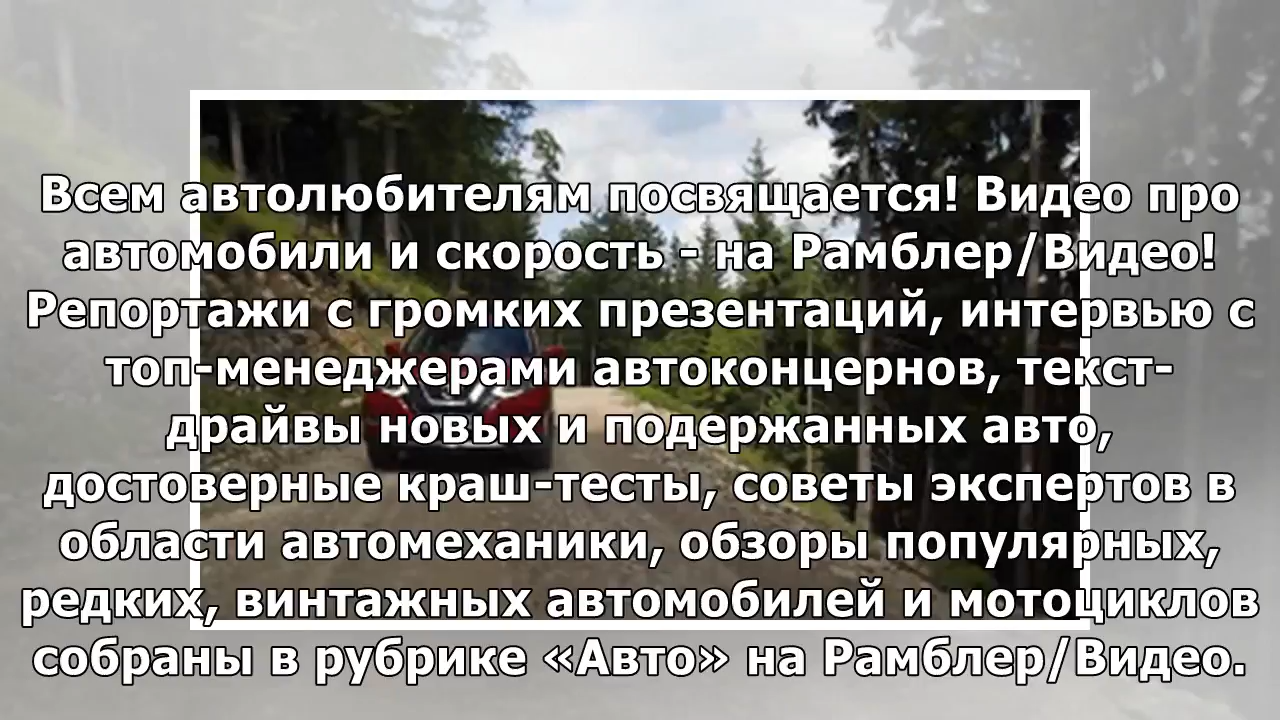 Всем автолюбителям посвящается! Видео про
автомобили и скорость - на Рамблер/Видео!
Репортажи с громких презентаций, интервью с
топ-менеджерами автоконцернов, текст-
драйвы новых и подержанных авто,
достоверные краш-тесты, советы экспертов в
области автомеханики, обзоры популярных,
редких, винтажных автомобилей и мотоциклов
собраны в рубрике «Авто» на Рамблер/Видео.